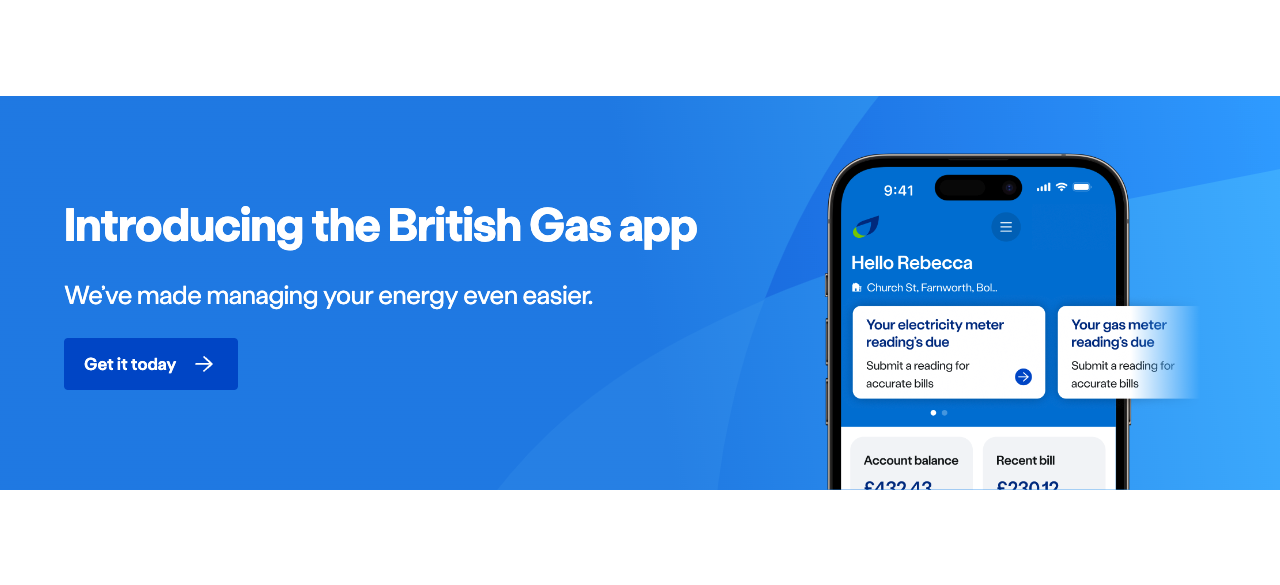 Introducing the British Gas app
We've made managing your energy even easier.
Get it today
9:41
Hello Rebecca
Church St, Farnworth, Bol...
Your electricity meter
reading's due
Submit a reading for
accurate bills
Your gas meter
reading's due
Submit a reading for
accurate bills
Account balance
£432.43
Recent bill
£230.12